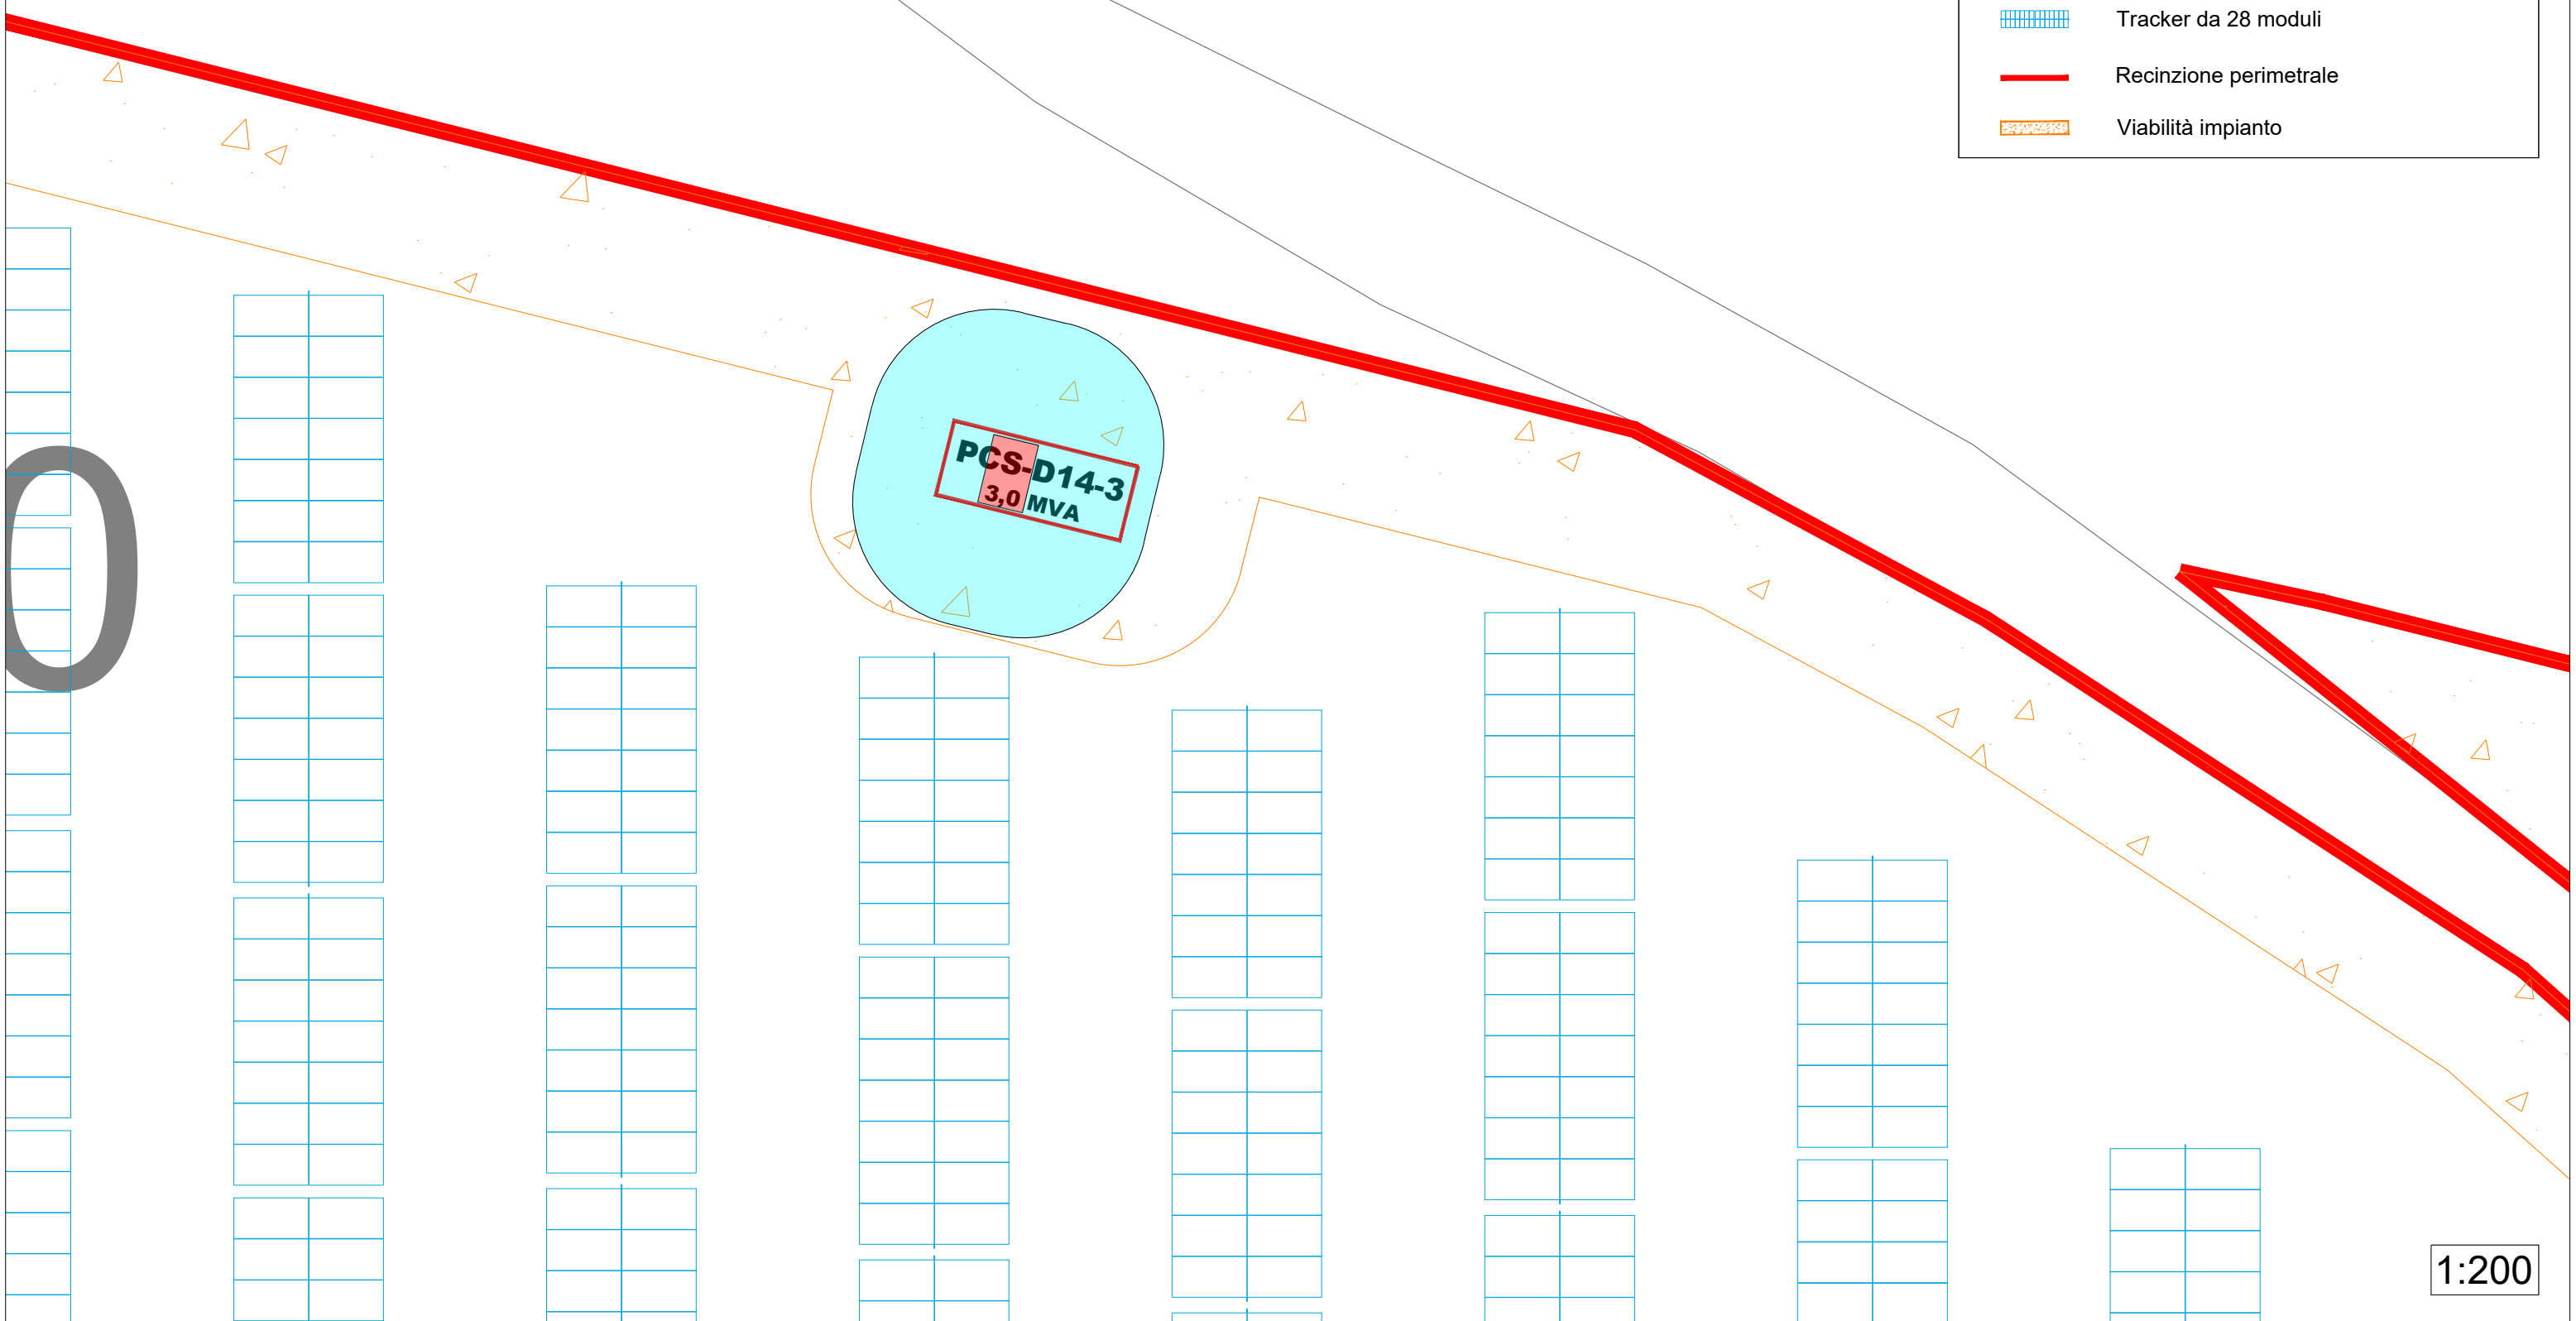 Tracker da 28 moduli
Recinzione perimetrale
Viabilità impianto
0
PCS-D14-3
3,0 MVA
1:200